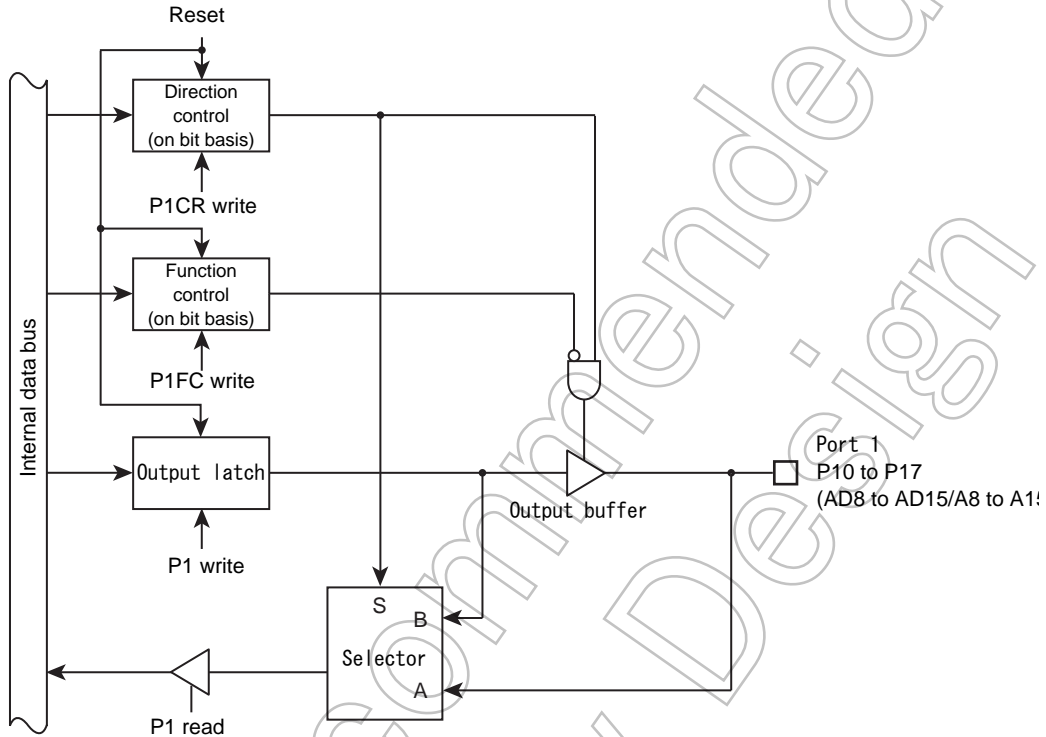 Reset
Direction
control
(on bit basis)
P1CR write
Function
control
(on bit basis)
P1FC write
Internal data bus
Output latch
Port 1
P10 to P17
(AD8 to AD15/A8 to A15
Output buffer
P1 write
S
B
Selector
A
P1 read
commended
Design